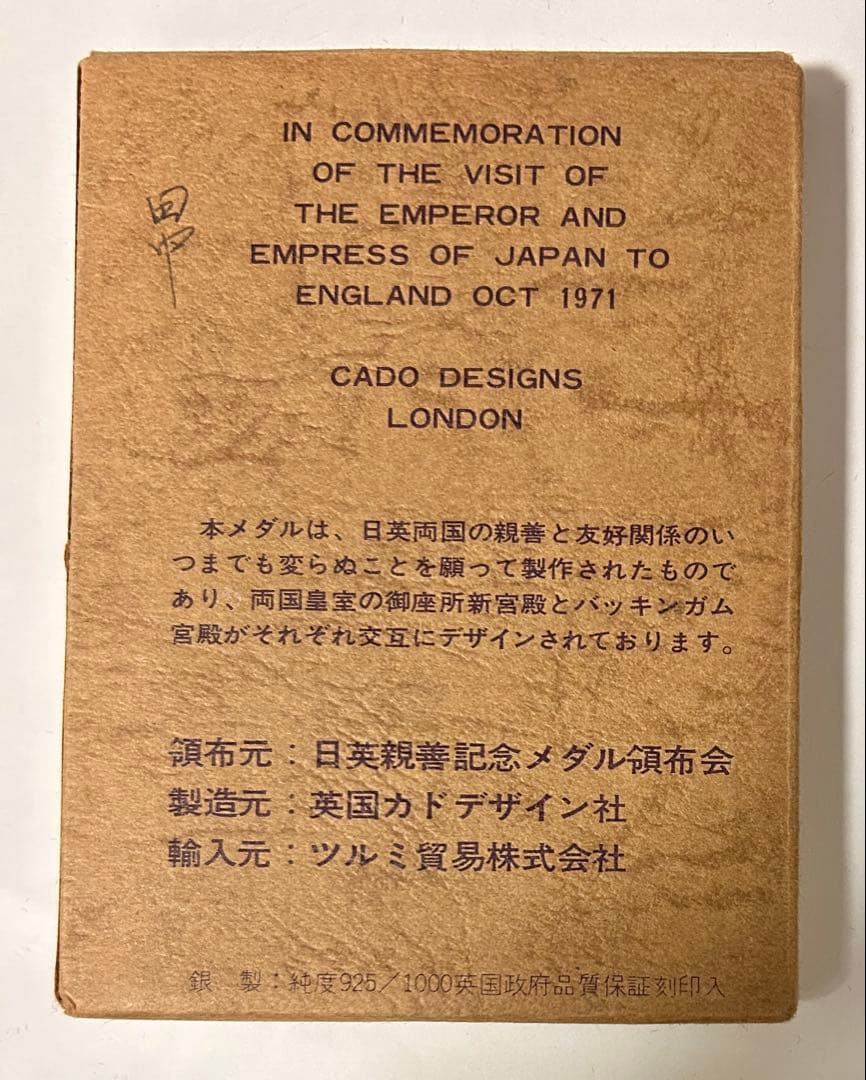 IN COMMEMORATION
OF THE VISIT OF
THE EMPEROR AND
EMPRESS OF JAPAN TO
ENGLAND OCT 1971
田中
CADO DESIGNS
LONDON
本メダルは、日英両国の親善と友好関係のい
つまでも変らぬことを願って製作されたもので
あり、両国皇室の御座所新宮殿とバッキンガム
宮殿がそれぞれ交互にデザインされております。
領布元：日英親善記念メダル領布会
製造元：英国カドデザイン社
輸入元：ツルミ貿易株式会社
銀　製：純度925／1000英国政府品質保証刻印入